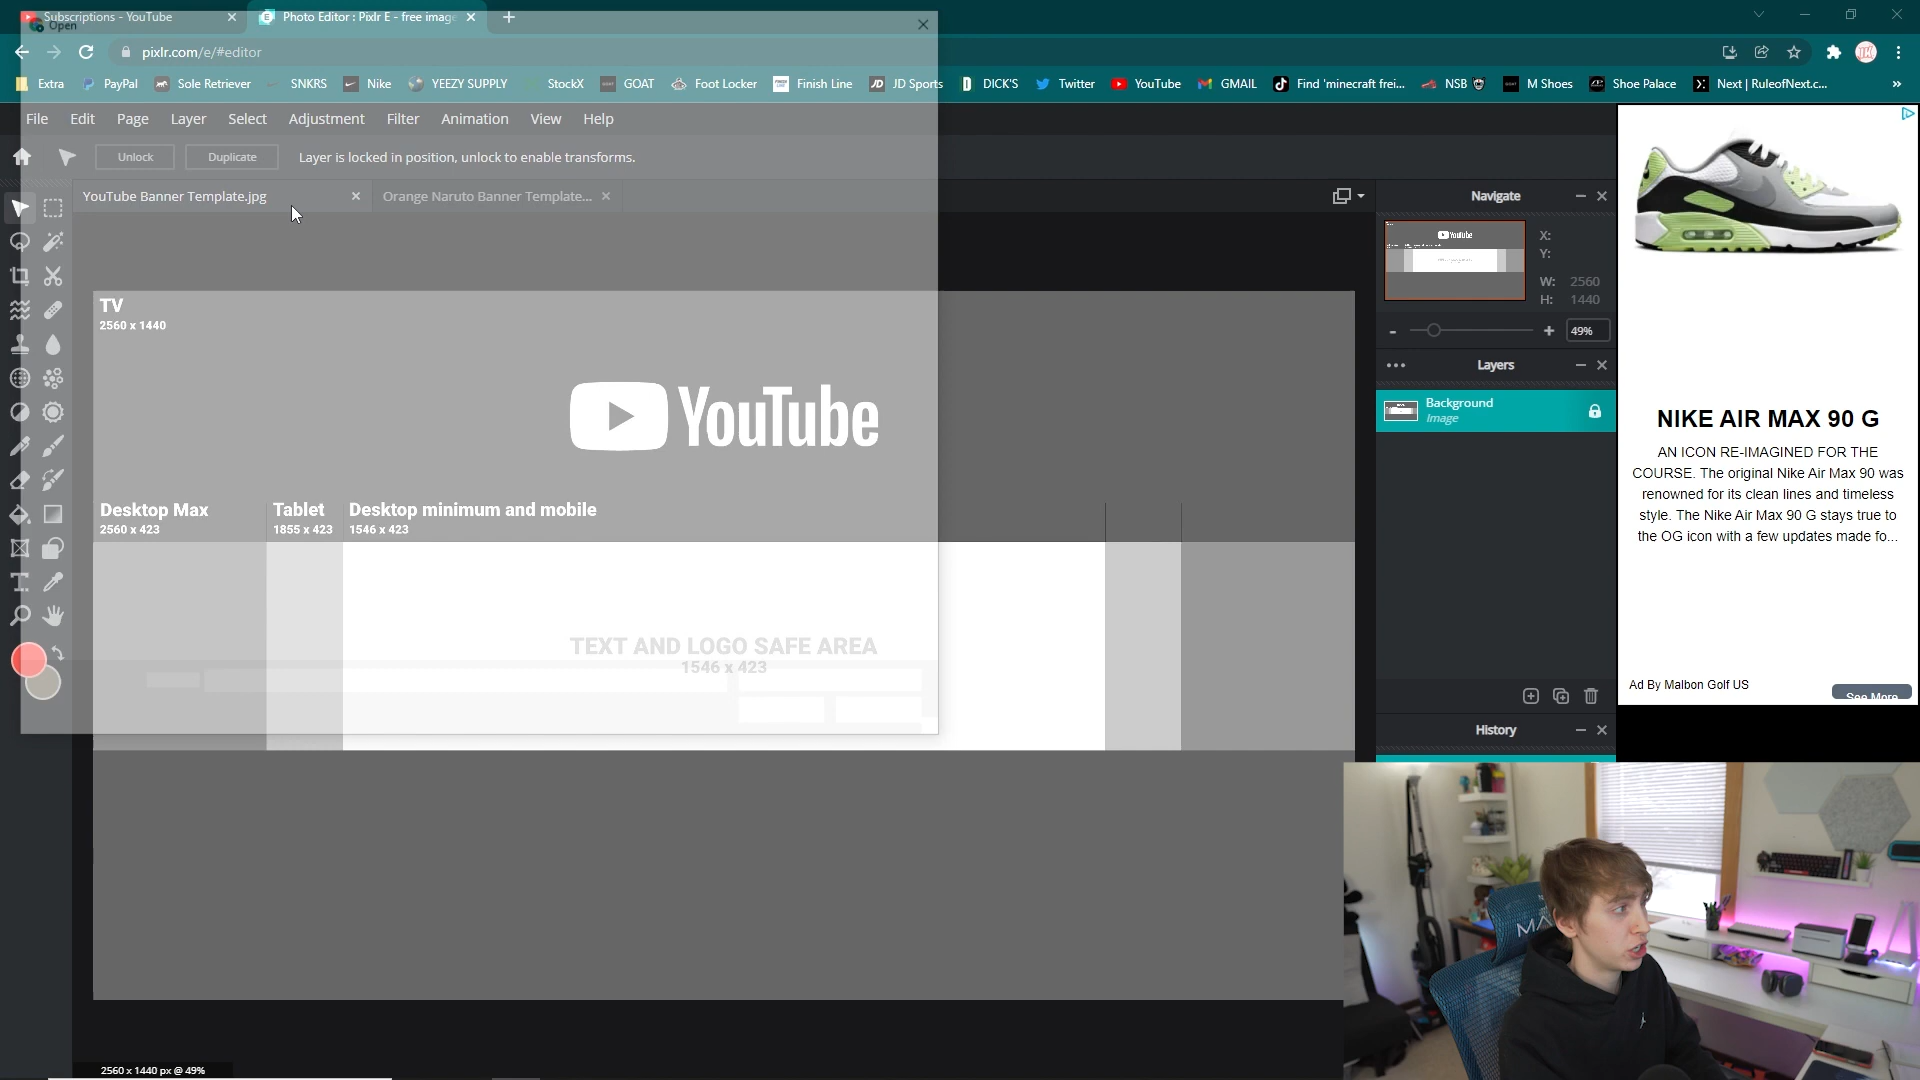 Subscriptions - YouTube
Photo Editor : Pixlr E - free image
Open
pixlr.com/e/#editor
Extra
PayPal
Sole Retriever
SNKRS
Nike
YEEZY SUPPLY
StockX
GOAT
Foot Locker
Finish Line
JD Sports
DICK'S
Twitter
YouTube
GMAIL
Find 'minecraft frei...
NSB
M Shoes
Shoe Palace
Next | RuleofNext.c...
File
Edit
Page
Layer
Select
Adjustment
Filter
Animation
View
Help
Unlock
Duplicate
Layer is locked in position, unlock to enable transforms.
YouTube Banner Template.jpg
Orange Naruto Banner Template...
Navigate
X:
Y:
W: 2560
H: 1440
49%
Layers
Background
Image
History
TV
2560 x 1440
YouTube
Desktop Max
2560 x 423
Tablet
1855 x 423
Desktop minimum and mobile
1546 x 423
TEXT AND LOGO SAFE AREA
1546 x 423
NIKE AIR MAX 90 G
AN ICON RE-IMAGINED FOR THE
COURSE. The original Nike Air Max 90 was
renowned for its clean lines and timeless
style. The Nike Air Max 90 G stays true to
the OG icon with a few updates made fo...
Ad By Malbon Golf US
See More
2560 x 1440 px @ 49%